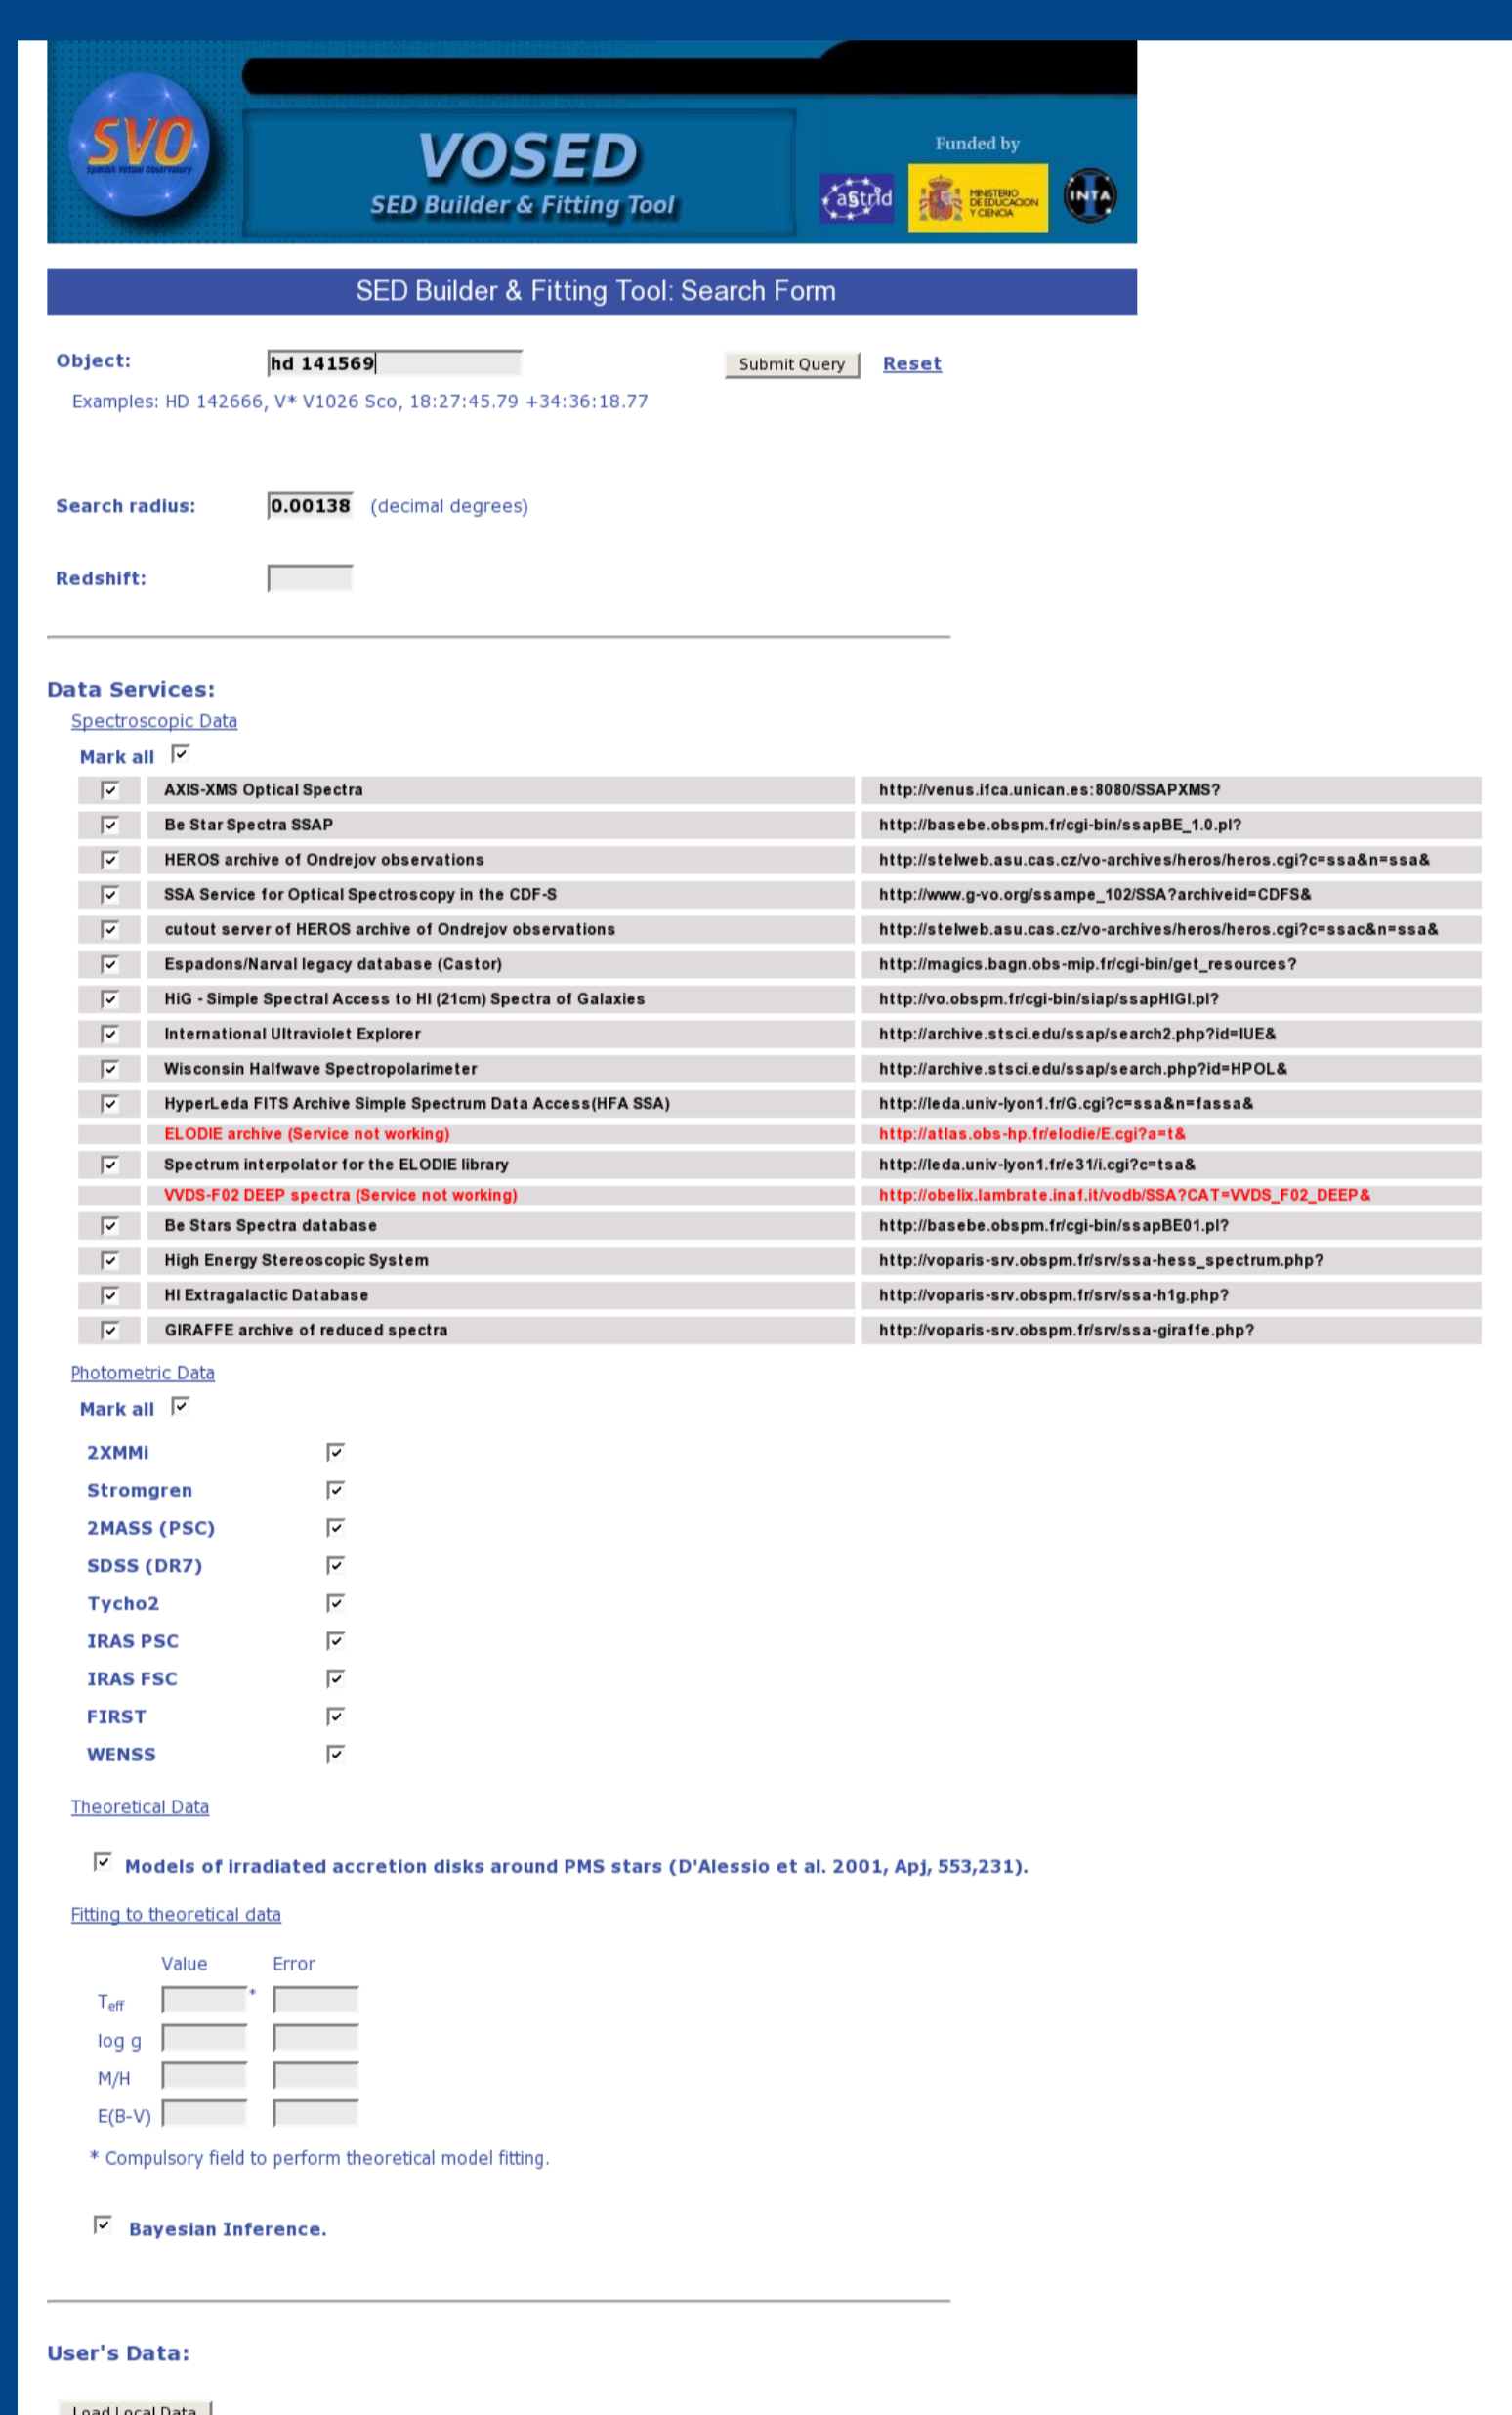 SVO
Spanish Virtual Observatory
VOSED
SED Builder & Fitting Tool
Funded by
astrid
MINISTERIO
DE EDUCACION
Y CIENCIA
INTA
SED Builder & Fitting Tool: Search Form
Object: hd 141569 Submit Query Reset
Examples: HD 142666, V* V1026 Sco, 18:27:45.79 +34:36:18.77
Search radius: 0.00138 (decimal degrees)
Redshift:
Data Services:
Spectroscopic Data
Mark all
AXIS-XMS Optical Spectra http://venus.ifca.unican.es:8080/SSAPXMS?
Be Star Spectra SSAP http://basebe.obspm.fr/cgi-bin/ssapBE_1.0.pl?
HEROS archive of Ondrejov observations http://stelweb.asu.cas.cz/vo-archives/heros/heros.cgi?c=ssa&n=ssa&
SSA Service for Optical Spectroscopy in the CDF-S http://www.g-vo.org/ssampe_102/SSA?archiveid=CDFS&
cutout server of HEROS archive of Ondrejov observations http://stelweb.asu.cas.cz/vo-archives/heros/heros.cgi?c=ssac&n=ssa&
Espadons/Narval legacy database (Castor) http://magics.bagn.obs-mip.fr/cgi-bin/get_resources?
HiG - Simple Spectral Access to HI (21cm) Spectra of Galaxies http://vo.obspm.fr/cgi-bin/siap/ssapHIGI.pl?
International Ultraviolet Explorer http://archive.stsci.edu/ssap/search2.php?id=IUE&
Wisconsin Halfwave Spectropolarimeter http://archive.stsci.edu/ssap/search.php?id=HPOL&
HyperLeda FITS Archive Simple Spectrum Data Access(HFA SSA) http://leda.univ-lyon1.fr/G.cgi?c=ssa&n=fassa&
ELODIE archive (Service not working) http://atlas.obs-hp.fr/elodie/E.cgi?a=t&
Spectrum interpolator for the ELODIE library http://leda.univ-lyon1.fr/e31/i.cgi?c=tsa&
VVDS-F02 DEEP spectra (Service not working) http://obelix.lambrate.inaf.it/vodb/SSA?CAT=VVDS_F02_DEEP&
Be Stars Spectra database http://basebe.obspm.fr/cgi-bin/ssapBE01.pl?
High Energy Stereoscopic System http://voparis-srv.obspm.fr/srv/ssa-hess_spectrum.php?
HI Extragalactic Database http://voparis-srv.obspm.fr/srv/ssa-h1g.php?
GIRAFFE archive of reduced spectra http://voparis-srv.obspm.fr/srv/ssa-giraffe.php?
Photometric Data
Mark all
2XMMi
Stromgren
2MASS (PSC)
SDSS (DR7)
Tycho2
IRAS PSC
IRAS FSC
FIRST
WENSS
Theoretical Data
Models of irradiated accretion disks around PMS stars (D'Alessio et al. 2001, Apj, 553,231).
Fitting to theoretical data
Value Error
Teff *
log g
M/H
E(B-V)
* Compulsory field to perform theoretical model fitting.
Bayesian Inference.
User's Data:
Load Local Data